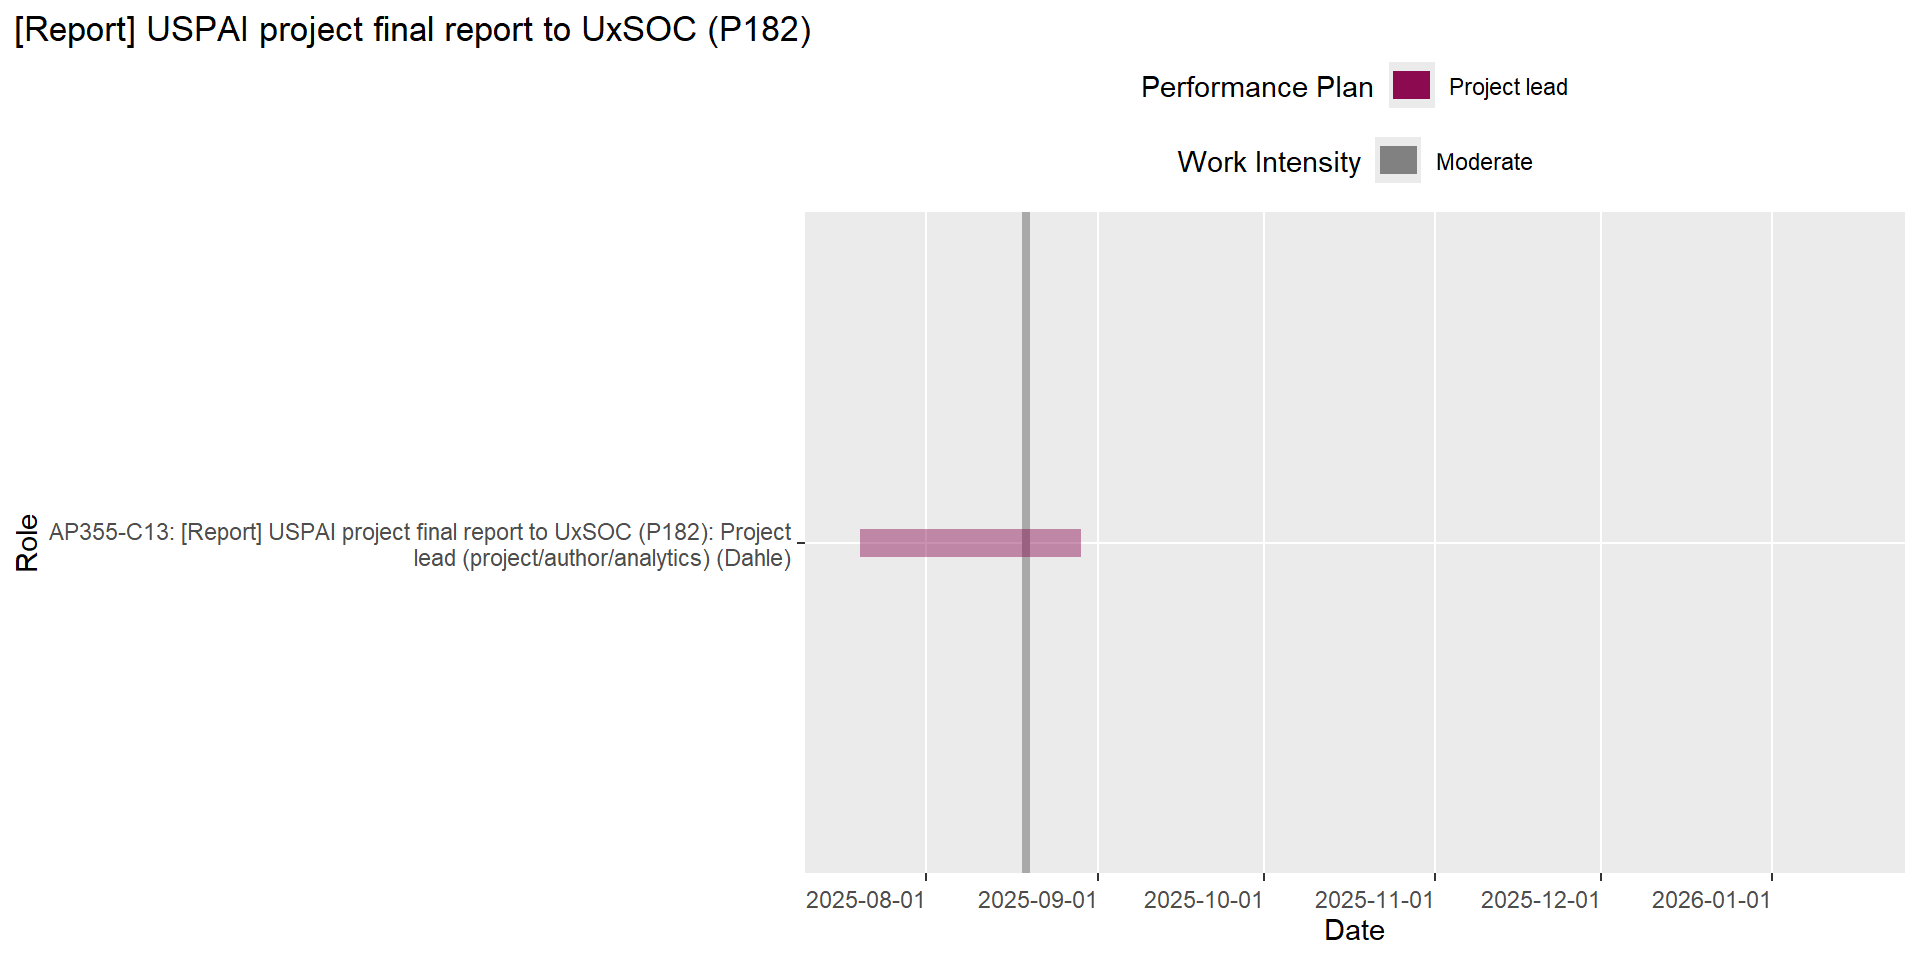 [Report] USPAI project final report to UxSOC (P182)
Performance Plan Project lead
Work Intensity Moderate
Role
AP355-C13: [Report] USPAI project final report to UxSOC (P182): Project
lead (project/author/analytics) (Dahle)
2025-08-01 2025-09-01 2025-10-01 2025-11-01 2025-12-01 2026-01-01
Date